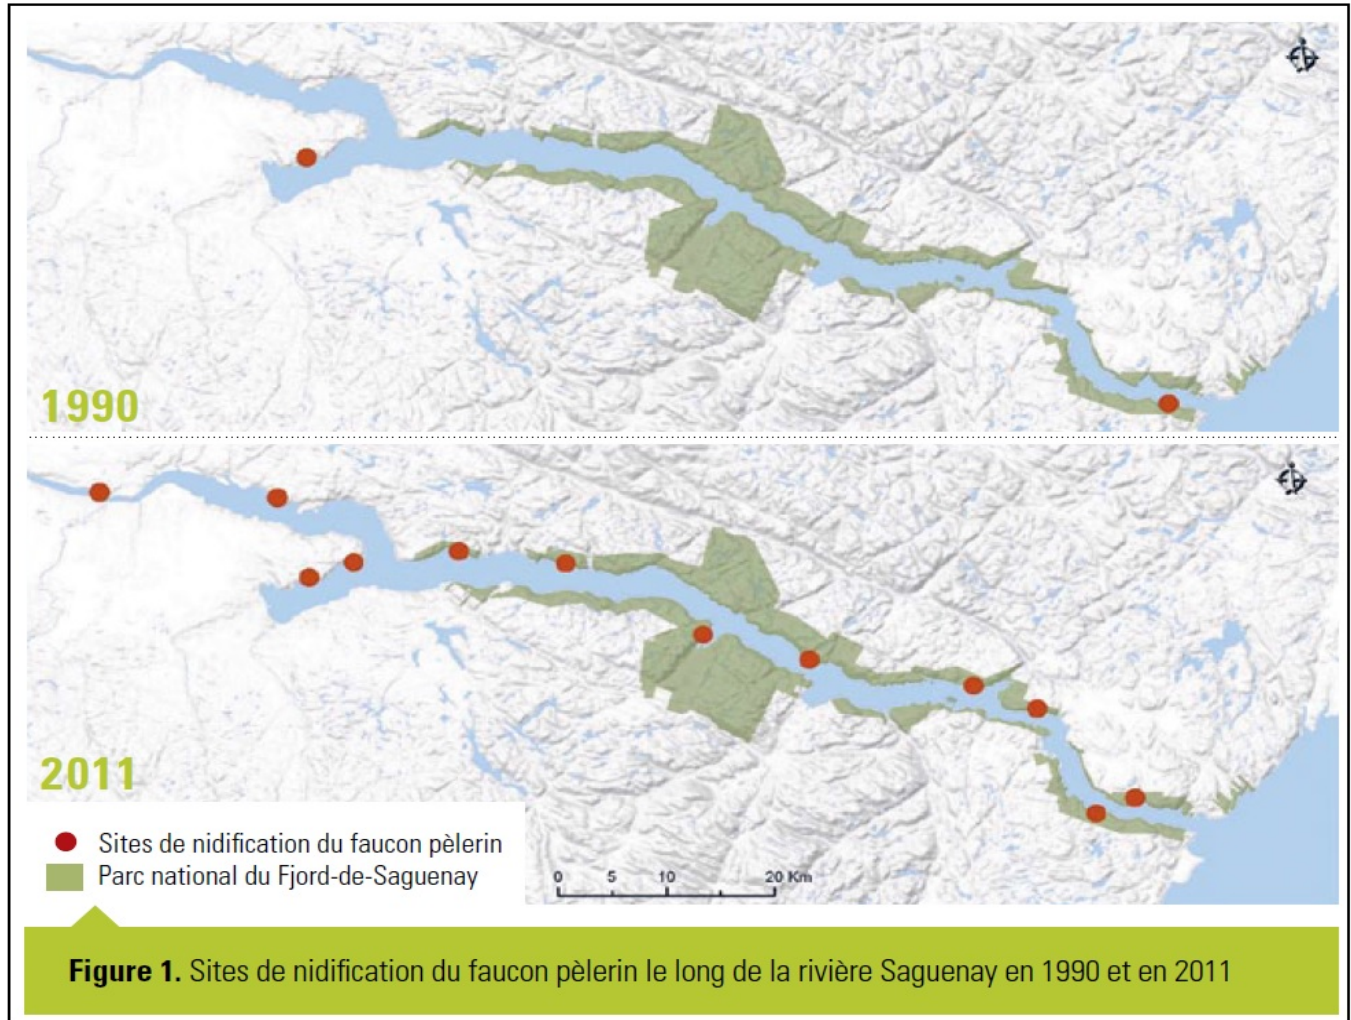 1990
2011
Sites de nidification du faucon pèlerin
Parc national du Fjord-de-Saguenay
0 5 10 20 Km
Figure 1. Sites de nidification du faucon pèlerin le long de la rivière Saguenay en 1990 et en 2011